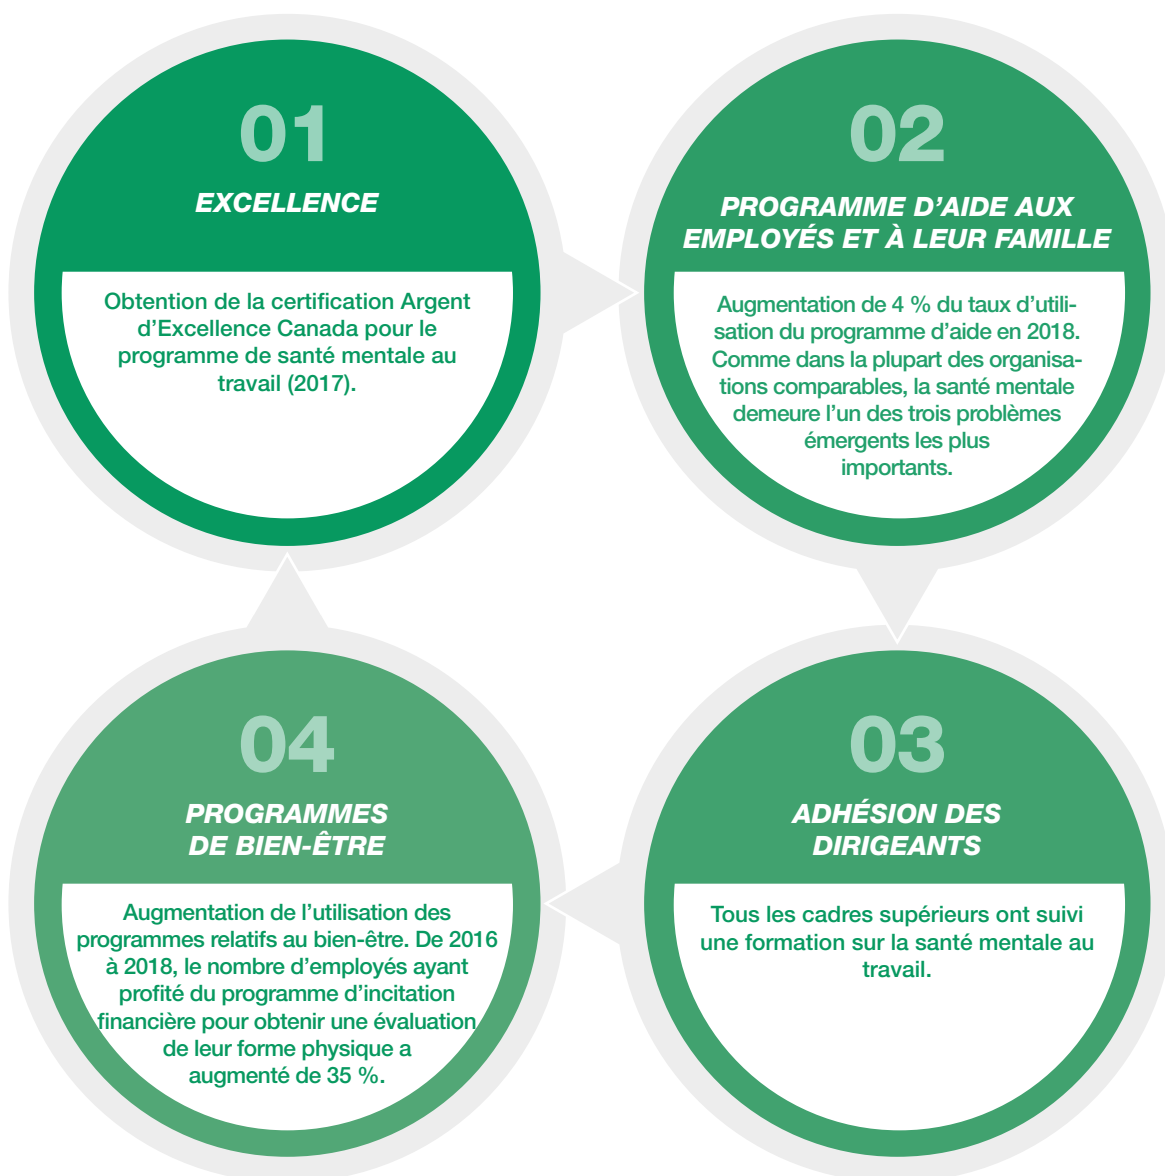 01
EXCELLENCE
Obtention de la certification Argent
d’Excellence Canada pour le
programme de santé mentale au
travail (2017).
02
PROGRAMME D’AIDE AUX
EMPLOYÉS ET À LEUR FAMILLE
Augmentation de 4 % du taux d’utili-
sation du programme d’aide en 2018.
Comme dans la plupart des organisa-
tions comparables, la santé mentale
demeure l’un des trois problèmes
émergents les plus
importants.
03
ADHÉSION DES
DIRIGEANTS
Tous les cadres supérieurs ont suivi
une formation sur la santé mentale au
travail.
04
PROGRAMMES
DE BIEN-ÊTRE
Augmentation de l’utilisation des
programmes relatifs au bien-être. De 2016
à 2018, le nombre d’employés ayant
profité du programme d’incitation
financière pour obtenir une évaluation
de leur forme physique a
augmenté de 35 %.